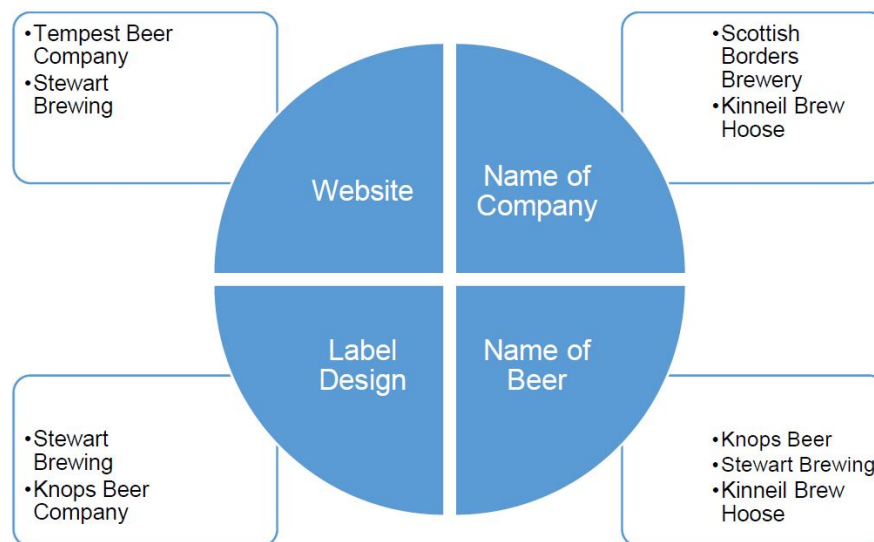 •Tempest Beer
Company
•Stewart
Brewing
•Scottish
Borders
Brewery
•Kinneil Brew
Hoose
Website
Name of
Company
Label
Design
Name of
Beer
•Stewart
Brewing
•Knops Beer
Company
•Knops Beer
•Stewart Brewing
•Kinneil Brew
Hoose